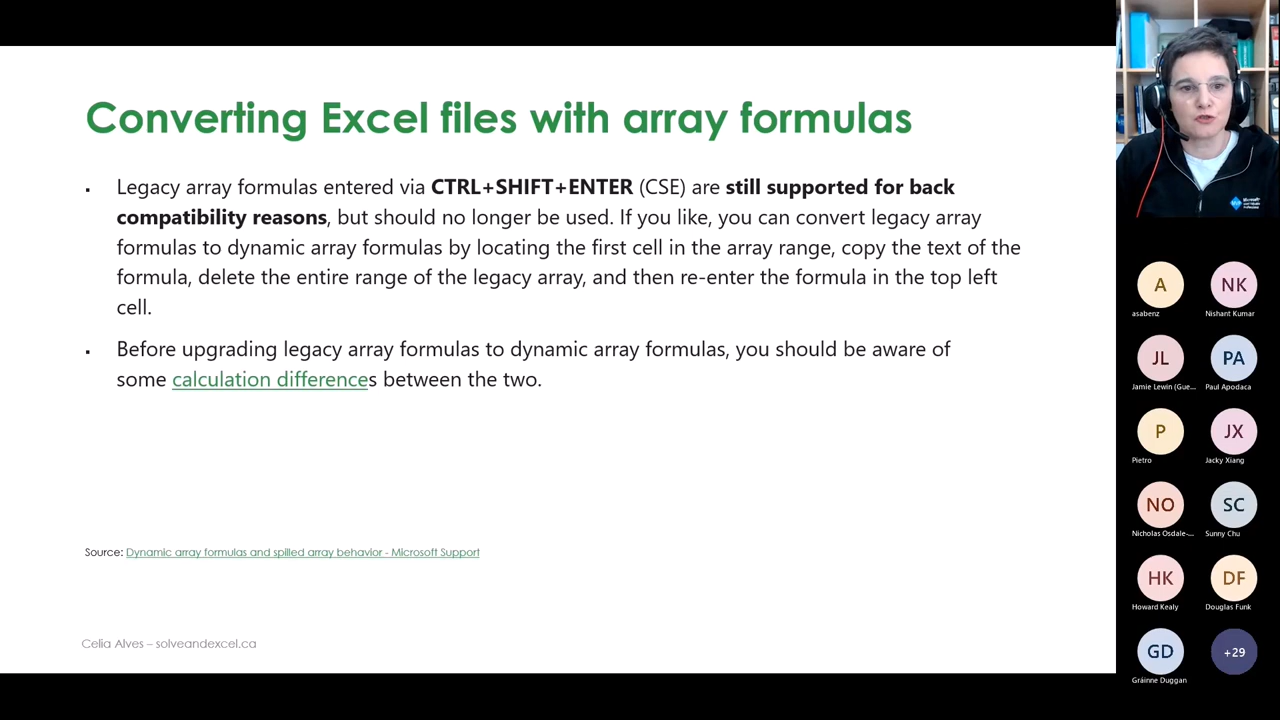 Converting Excel files with array formulas
▪ Legacy array formulas entered via CTRL+SHIFT+ENTER (CSE) are still supported for back
compatibility reasons, but should no longer be used. If you like, you can convert legacy array
formulas to dynamic array formulas by locating the first cell in the array range, copy the text of the
formula, delete the entire range of the legacy array, and then re-enter the formula in the top left
cell.
▪ Before upgrading legacy array formulas to dynamic array formulas, you should be aware of
some calculation differences between the two.
Source: Dynamic array formulas and spilled array behavior - Microsoft Support
Celia Alves – solveandexcel.ca
A NK
asabenz Nishant Kumar
JL PA
Jamie Lewin (Gue... Paul Apodaca
P JX
Pietro Jacky Xiang
NO SC
Nicholas Osdale-... Sunny Chu
HK DF
Howard Kealy Douglas Funk
GD +29
Gráinne Duggan